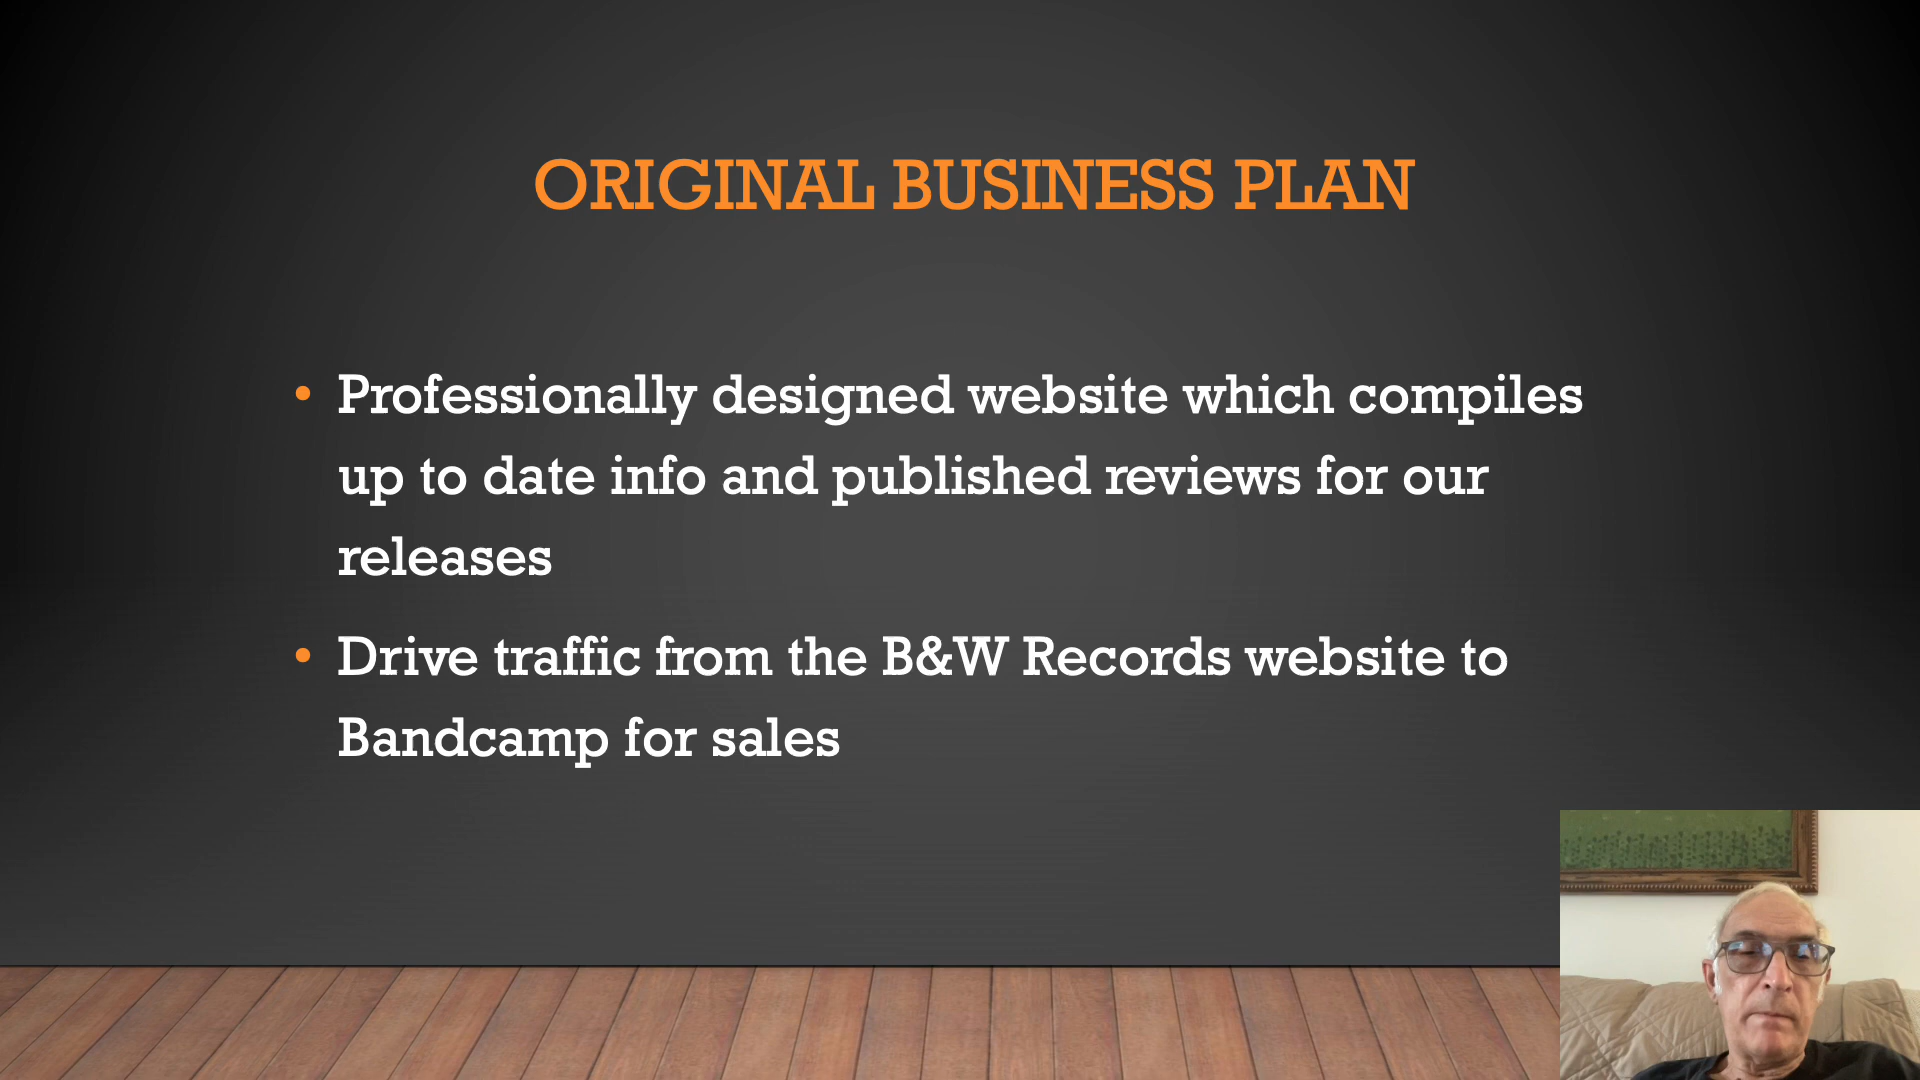 ORIGINAL BUSINESS PLAN
• Professionally designed website which compiles
up to date info and published reviews for our
releases
• Drive traffic from the B&W Records website to
Bandcamp for sales